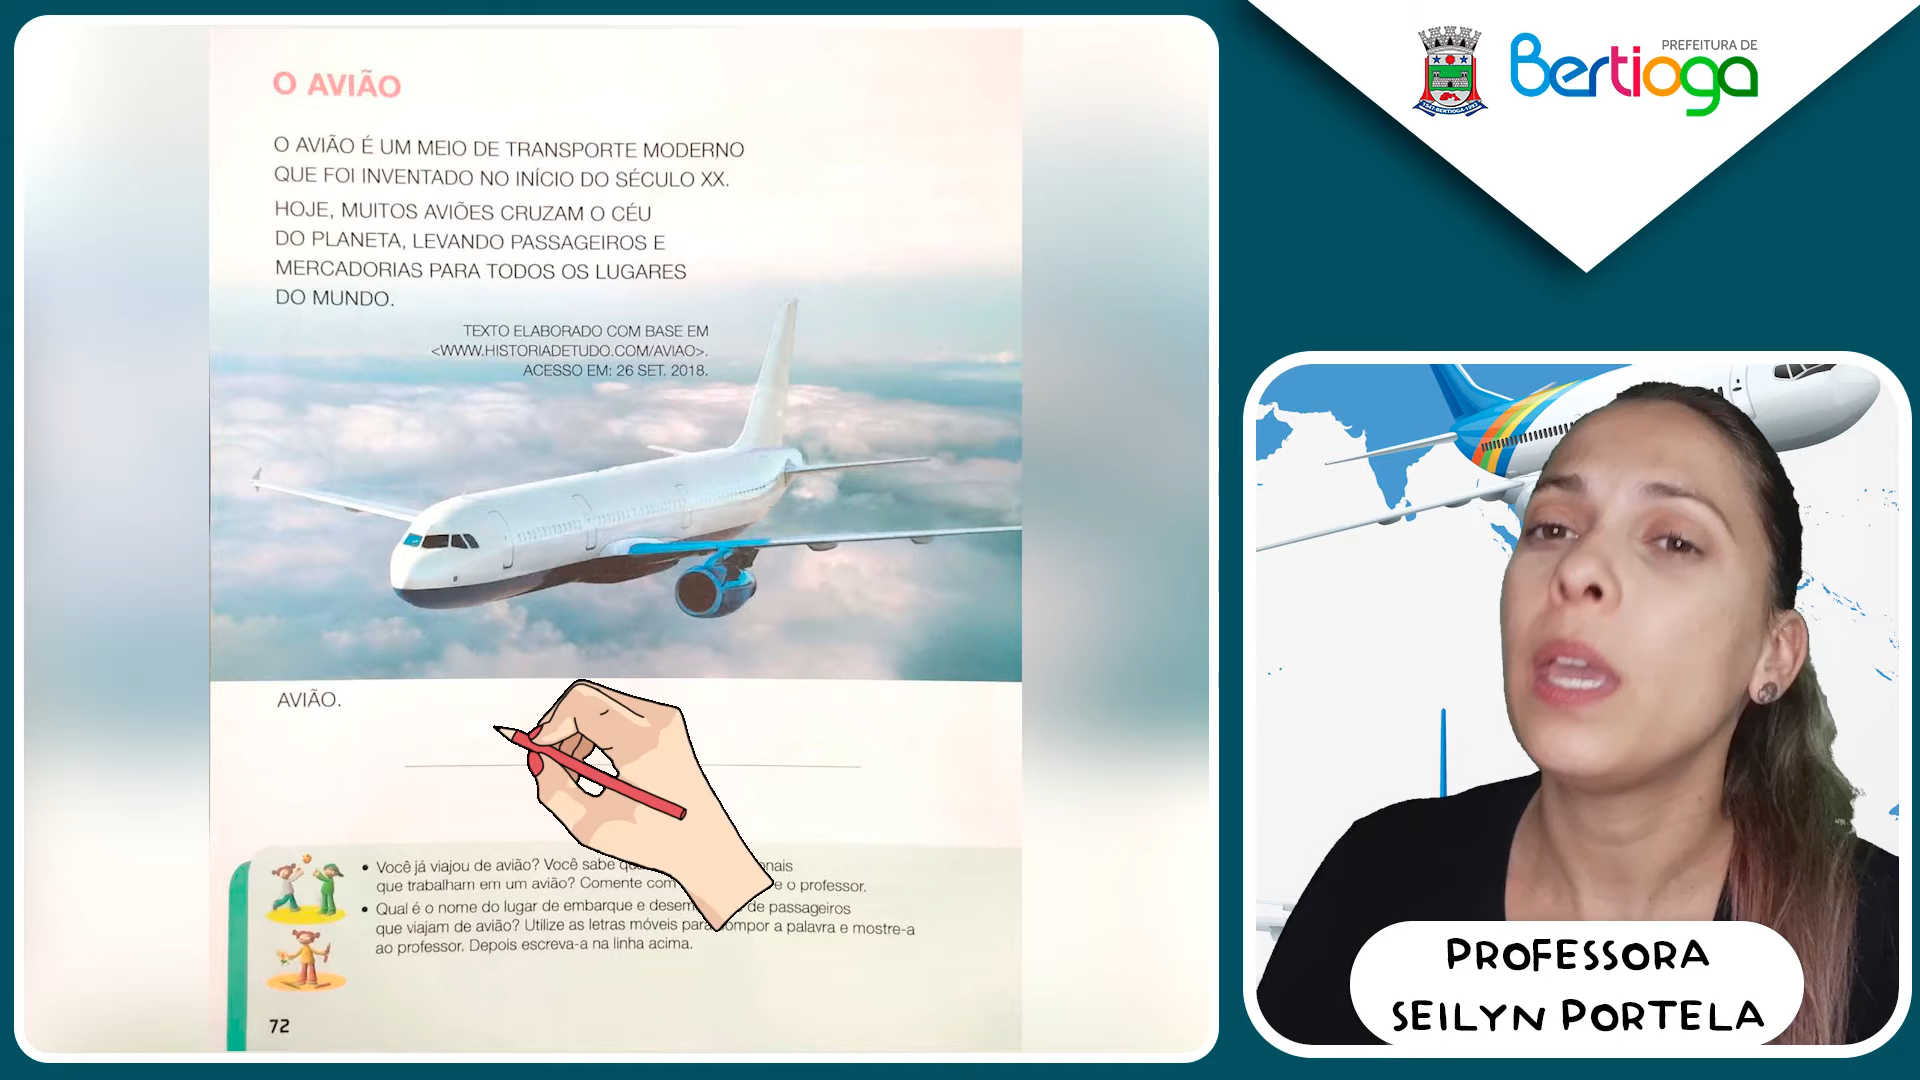 O AVIÃO
O AVIÃO É UM MEIO DE TRANSPORTE MODERNO
QUE FOI INVENTADO NO INÍCIO DO SÉCULO XX.
HOJE, MUITOS AVIÕES CRUZAM O CÉU
DO PLANETA, LEVANDO PASSAGEIROS E
MERCADORIAS PARA TODOS OS LUGARES
DO MUNDO.
TEXTO ELABORADO COM BASE EM
<WWW.HISTORIADETUDO.COM/AVIAO>.
ACESSO EM: 26 SET. 2018.
AVIÃO.
• Você já viajou de avião? Você sabe
que trabalham em um avião? Comente com e o professor.
• Qual é o nome do lugar de embarque e de passageiros
que viajam de avião? Utilize as letras móveis para compor a palavra e mostre-a
ao professor. Depois escreva-a na linha acima.
72
PREFEITURA DE
Bertioga
PROFESSORA
SEILYN PORTELA